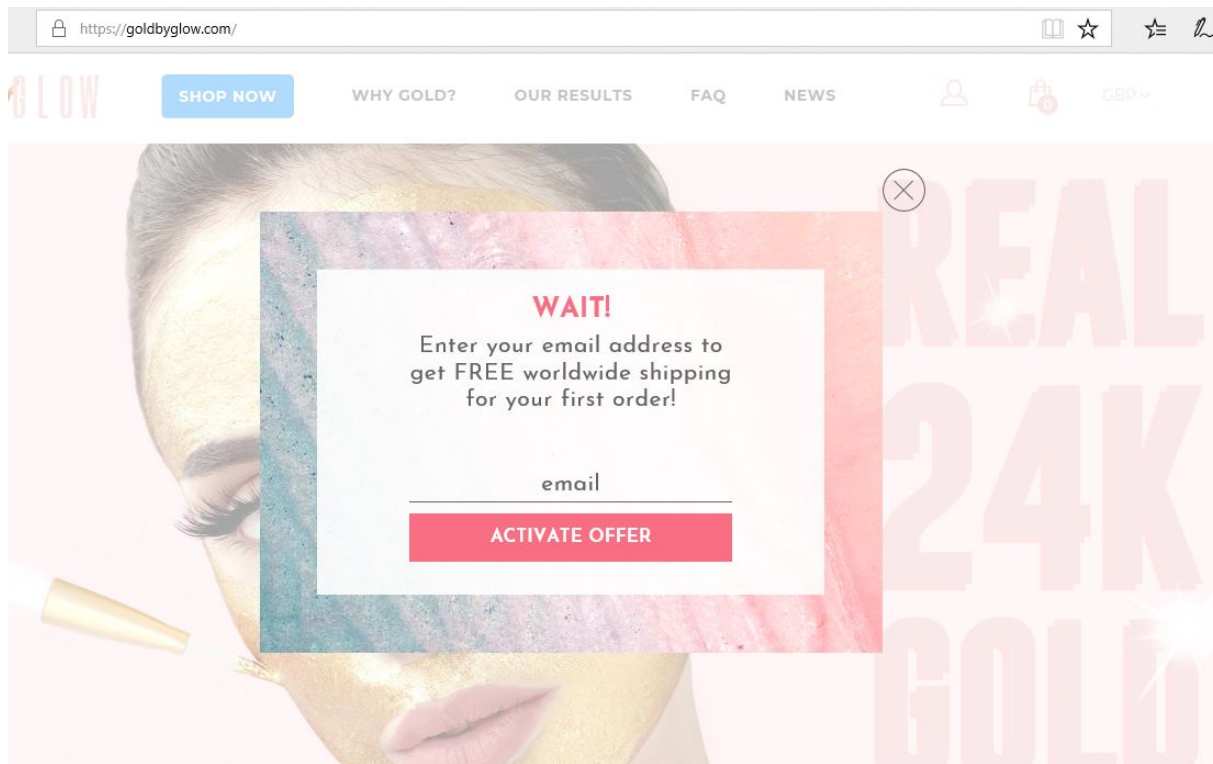 https://goldbyglow.com/
GLOW
SHOP NOW
WHY GOLD?
OUR RESULTS
FAQ
NEWS
0
GBP
WAIT!
Enter your email address to
get FREE worldwide shipping
for your first order!
email
ACTIVATE OFFER
REAL
24K
GOLD